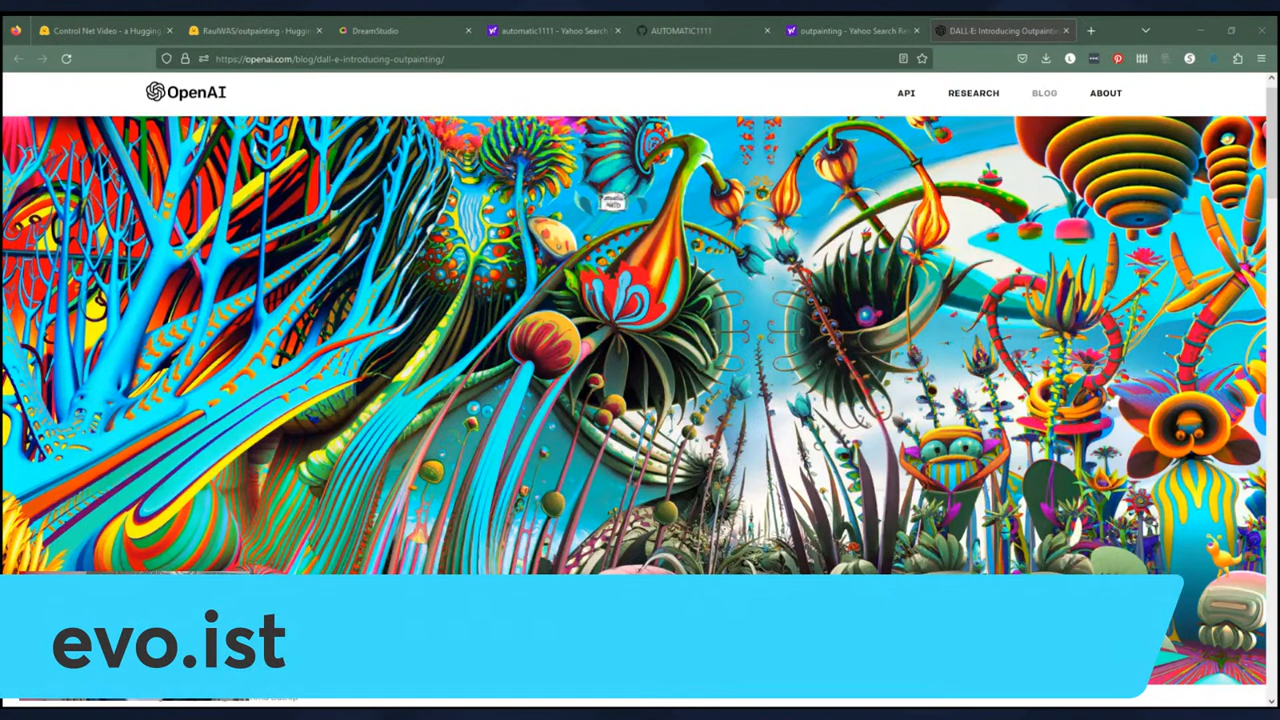 Control Net Video - a Hugging
RaulWAS/outpainting · Huggin
DreamStudio
automatic1111 - Yahoo Search
AUTOMATIC1111
outpainting - Yahoo Search Re
DALL·E: Introducing Outpaintin
https://openai.com/blog/dall-e-introducing-outpainting/
OpenAI
API
RESEARCH
BLOG
ABOUT
evo.ist